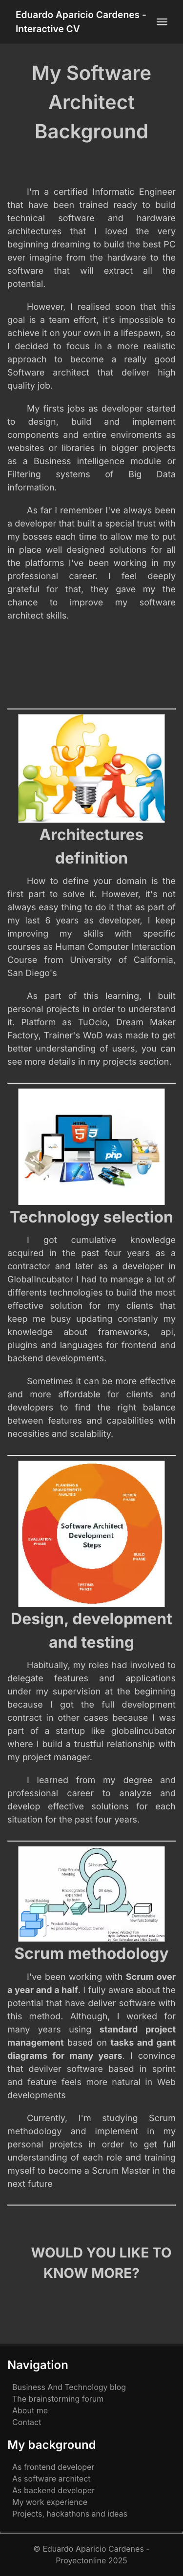 Eduardo Aparicio Cardenes -
Interactive CV
My Software
Architect
Background
I'm a certified Informatic Engineer
that have been trained ready to build
technical software and hardware
architectures that I loved the very
beginning dreaming to build the best PC
ever imagine from the hardware to the
software that will extract all the
potential.
However, I realised soon that this
goal is a team effort, it's impossible to
achieve it on your own in a lifespawn, so
I decided to focus in a more realistic
approach to become a really good
Software architect that deliver high
quality job.
My firsts jobs as developer started
to design, build and implement
components and entire enviroments as
websites or libraries in bigger projects
as a Business intelligence module or
Filtering systems of Big Data
information.
As far I remember I've always been
a developer that built a special trust with
my bosses each time to allow me to put
in place well designed solutions for all
the platforms I've been working in my
professional career. I feel deeply
grateful for that, they gave my the
chance to improve my software
architect skills.
Architectures
definition
How to define your domain is the
first part to solve it. However, it's not
always easy thing to do it that as part of
my last 6 years as developer, I keep
improving my skills with specific
courses as Human Computer Interaction
Course from University of California,
San Diego's
As part of this learning, I built
personal projects in order to understand
it. Platform as TuOcio, Dream Maker
Factory, Trainer's WoD was made to get
better understanding of users, you can
see more details in my projects section.
php
Technology selection
I got cumulative knowledge
acquired in the past four years as a
contractor and later as a developer in
GlobalIncubator I had to manage a lot of
differents technologies to build the most
effective solution for my clients that
keep me busy updating constanly my
knowledge about frameworks, api,
plugins and languages for frontend and
backend developments.
Sometimes it can be more effective
and more affordable for clients and
developers to find the right balance
between features and capabilities with
necesities and scalability.
PLANNING &
REQUIREMENTS
ANALYSIS
DESIGN
PHASE
Software Architect
Development
Steps
EVALUATION
PHASE
BUILD
PHASE
TESTING
PHASE
Design, development
and testing
Habitually, my roles had involved to
delegate features and applications
under my supervision at the beginning
because I got the full development
contract in other cases because I was
part of a startup like globalincubator
where I build a trustful relationship with
my project manager.
I learned from my degree and
professional career to analyze and
develop effective solutions for each
situation for the past four years.
24 hours
Daily Scrum
Meeting
30 days
Scrum methodology
I've been working with Scrum over
a year and a half. I fully aware about the
potential that have deliver software with
this method. Although, I worked for
many years using standard project
management based on tasks and gant
diagrams for many years. I convince
that devilver software based in sprint
and feature feels more natural in Web
developments
Currently, I'm studying Scrum
methodology and implement in my
personal projetcs in order to get full
understanding of each role and training
myself to become a Scrum Master in the
next future
WOULD YOU LIKE TO
KNOW MORE?
Navigation
Business And Technology blog
The brainstorming forum
About me
Contact
My background
As frontend developer
As software architect
As backend developer
My work experience
Projects, hackathons and ideas
© Eduardo Aparicio Cardenes -
Proyectonline 2025